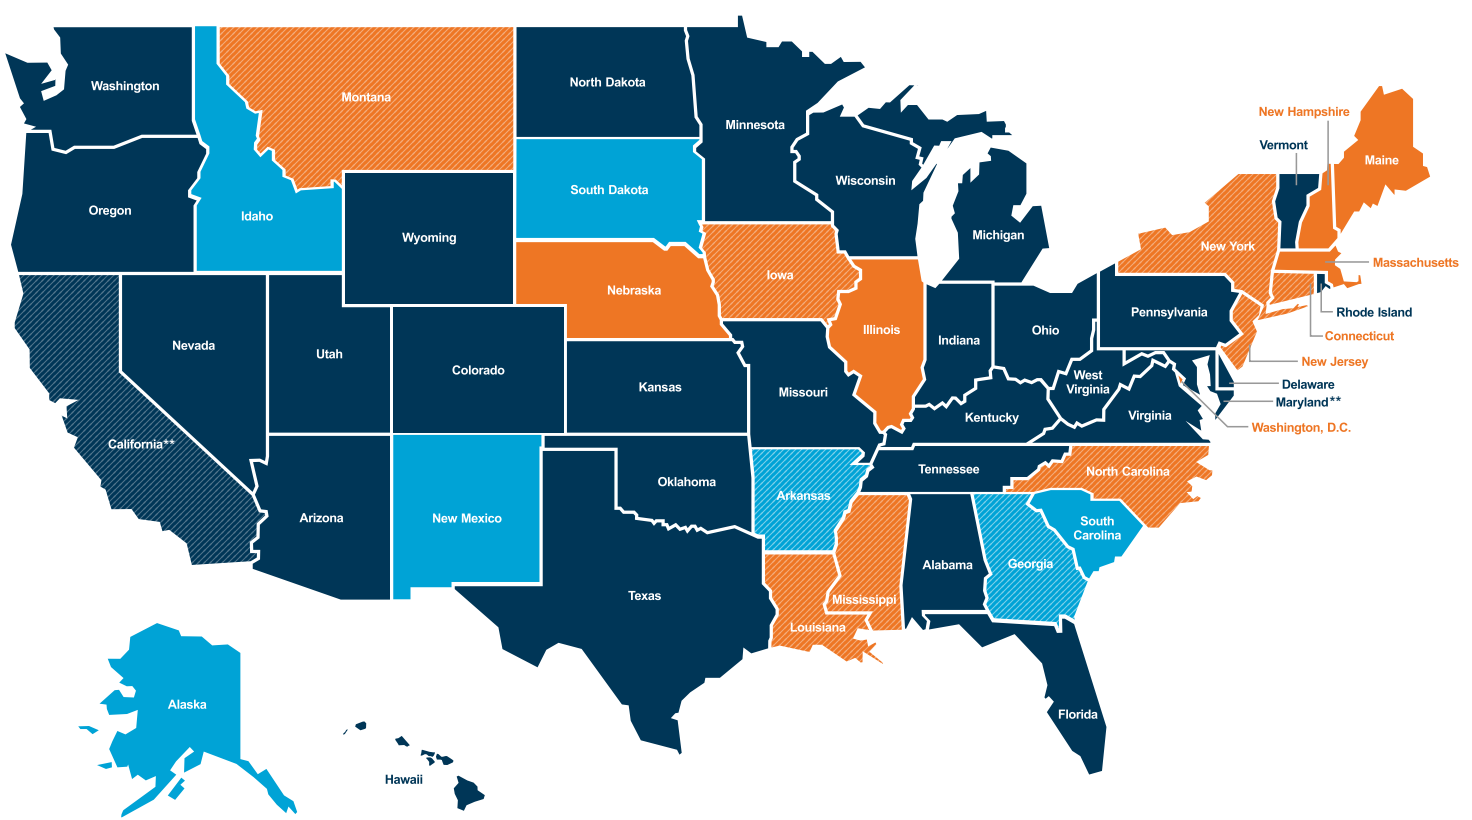 Washington
Montana
North Dakota
Minnesota
New Hampshire
Vermont
Maine
Oregon
Idaho
South Dakota
Wisconsin
Wyoming
Michigan
New York
Massachusetts
Nebraska
Iowa
Illinois
Indiana
Ohio
Pennsylvania
Rhode Island
Connecticut
New Jersey
Nevada
Utah
Colorado
Kansas
Missouri
West
Virginia
Kentucky
Virginia
Delaware
Maryland**
Washington, D.C.
California**
Arizona
New Mexico
Oklahoma
Arkansas
Tennessee
North Carolina
South
Carolina
Texas
Louisiana
Mississippi
Alabama
Georgia
Florida
Alaska
Hawaii